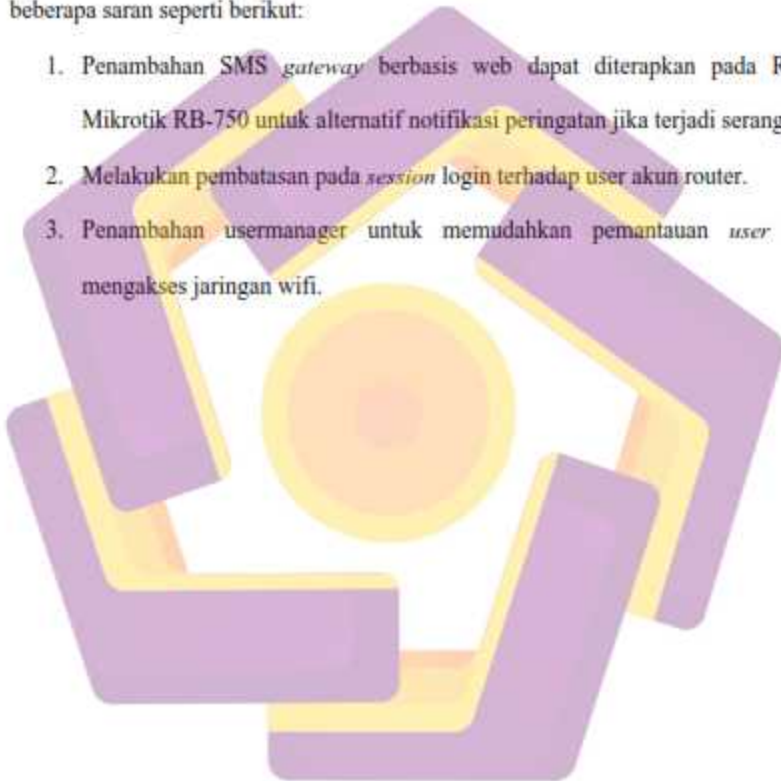 beberapa saran seperti berikut:
1. Penambahan SMS gateway berbasis web dapat diterapkan pada R
Mikrotik RB-750 untuk alternatif notifikasi peringatan jika terjadi serang
2. Melakukan pembatasan pada session login terhadap user akun router.
3. Penambahan usermanager untuk memudahkan pemantauan user
mengakses jaringan wifi.